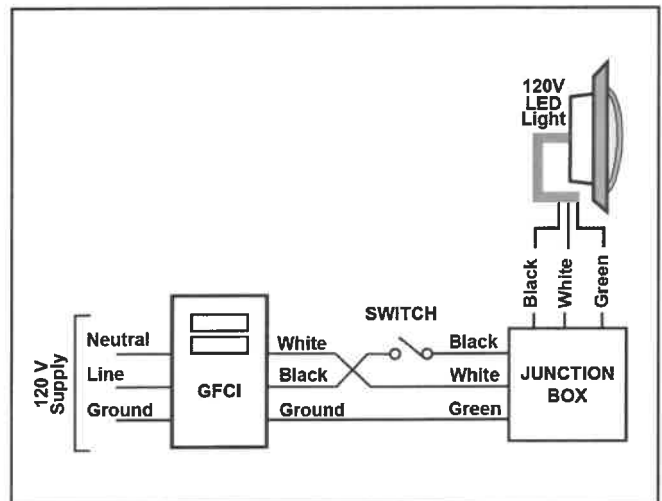 120V
LED
Light
Black
White
Green
SWITCH
120 V
Supply
Neutral
Line
Ground
GFCI
White
Black
Ground
Black
White
Green
JUNCTION
BOX